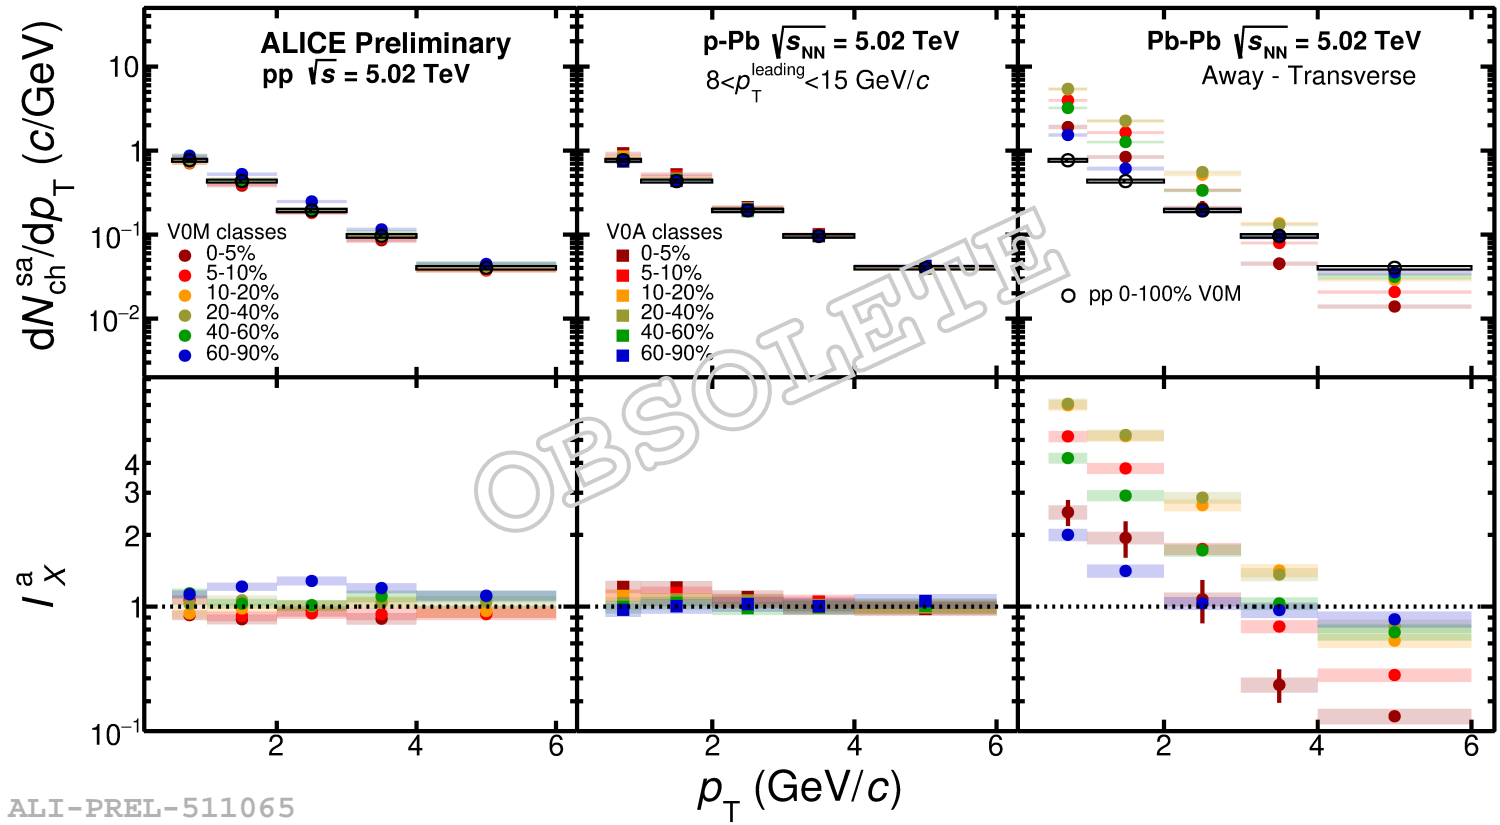 ALICE Preliminary
pp √s = 5.02 TeV
p-Pb √sNN = 5.02 TeV
8<pTleading<15 GeV/c
Pb-Pb √sNN = 5.02 TeV
Away - Transverse
dNchsa/dpT (c/GeV)
10
1
10−1
10−2
V0M classes
0-5%
5-10%
10-20%
20-40%
40-60%
60-90%
V0A classes
0-5%
5-10%
10-20%
20-40%
40-60%
60-90%
pp 0-100% V0M
OBSOLETE
IXa
4
3
2
1
10−1
2 4 6
2 4 6
2 4 6
pT (GeV/c)
ALI-PREL-511065